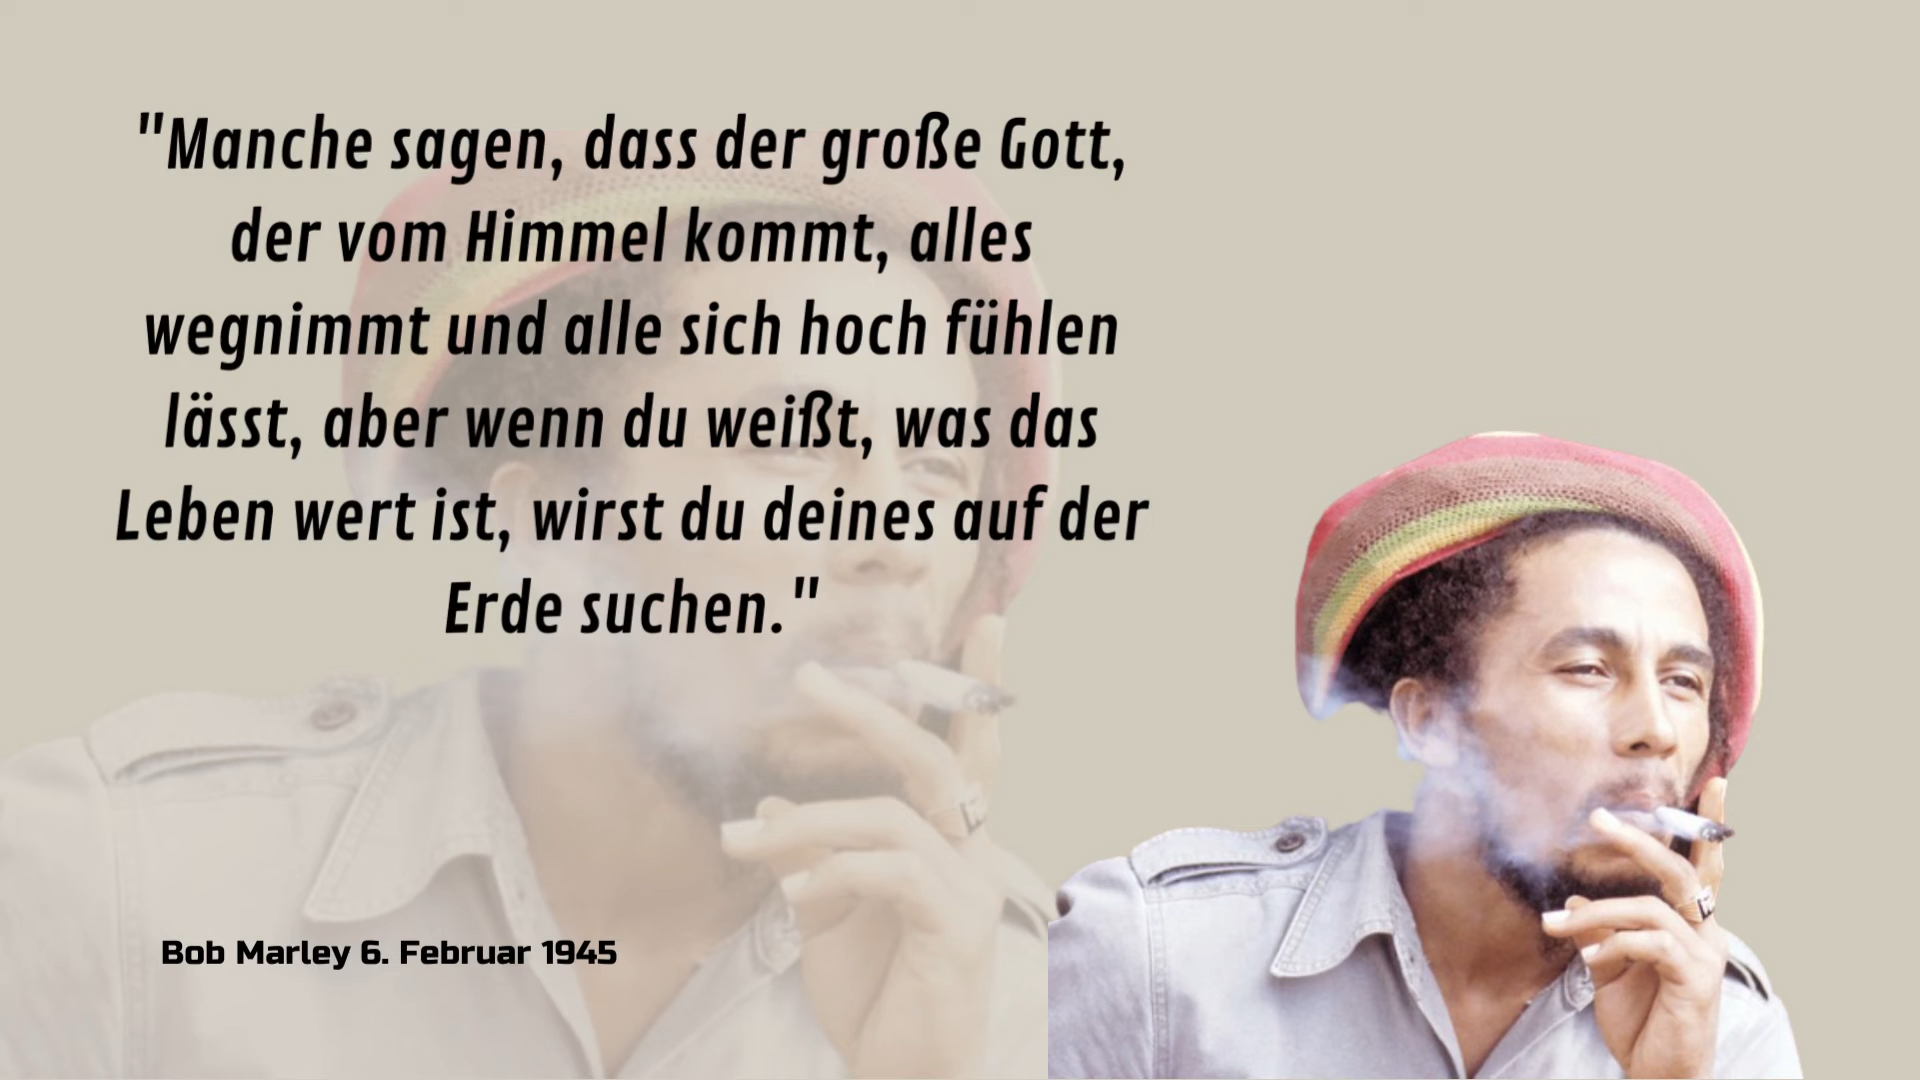 "Manche sagen, dass der große Gott,
der vom Himmel kommt, alles
wegnimmt und alle sich hoch fühlen
lässt, aber wenn du weißt, was das
Leben wert ist, wirst du deines auf der
Erde suchen."
Bob Marley 6. Februar 1945